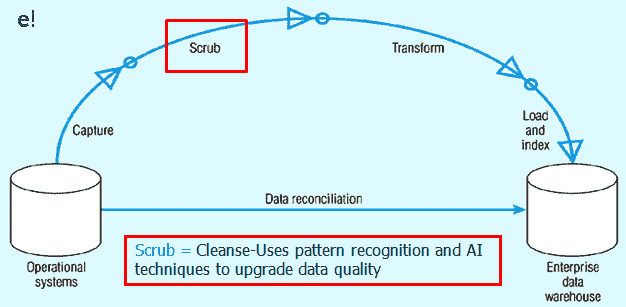 e!
Scrub
Transform
Capture
Load
and
index
Data reconciliation
Scrub = Cleanse-Uses pattern recognition and AI
techniques to upgrade data quality
Operational
systems
Enterprise
data
warehouse